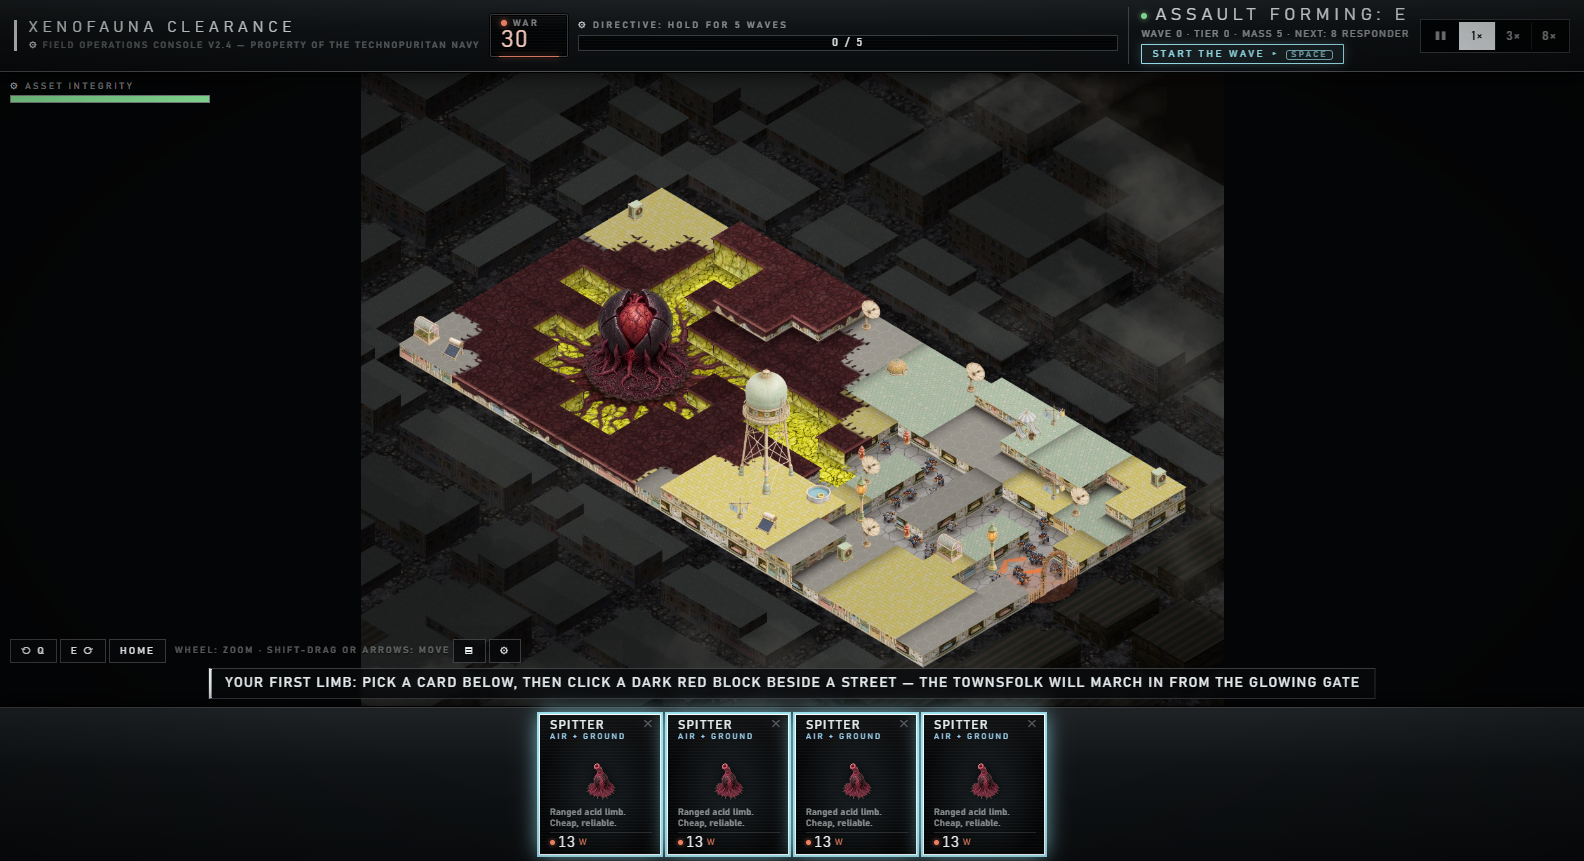 XENOFAUNA CLEARANCE
FIELD OPERATIONS CONSOLE V2.4 — PROPERTY OF THE TECHNOPURITAN NAVY
WAR
30
DIRECTIVE: HOLD FOR 5 WAVES
0 / 5
ASSAULT FORMING: E
WAVE 0 · TIER 0 · MASS 5 · NEXT: 8 RESPONDER
START THE WAVE ▸ SPACE
1×
3×
8×
ASSET INTEGRITY
Q
E
HOME
WHEEL: ZOOM · SHIFT-DRAG OR ARROWS: MOVE
YOUR FIRST LIMB: PICK A CARD BELOW, THEN CLICK A DARK RED BLOCK BESIDE A STREET — THE TOWNSFOLK WILL MARCH IN FROM THE GLOWING GATE
SPITTER
AIR + GROUND
Ranged acid limb.
Cheap, reliable.
13 W
SPITTER
AIR + GROUND
Ranged acid limb.
Cheap, reliable.
13 W
SPITTER
AIR + GROUND
Ranged acid limb.
Cheap, reliable.
13 W
SPITTER
AIR + GROUND
Ranged acid limb.
Cheap, reliable.
13 W